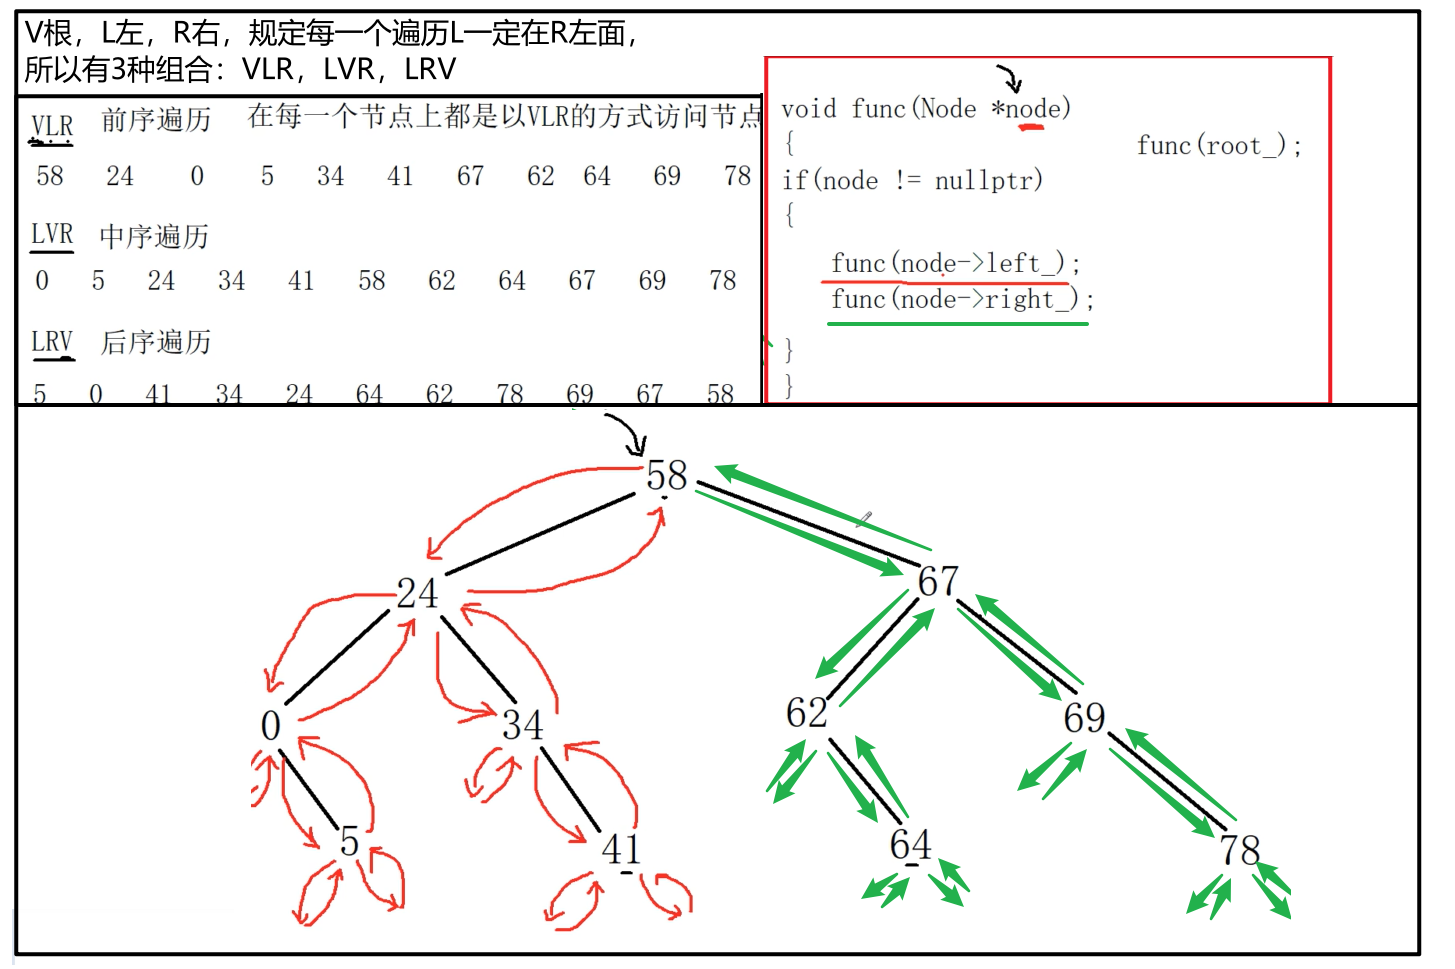 V根，L左，R右，规定每一个遍历L一定在R左面，
所以有3种组合：VLR，LVR，LRV
VLR 前序遍历 在每一个节点上都是以VLR的方式访问节点
58 24 0 5 34 41 67 62 64 69 78
LVR 中序遍历
0 5 24 34 41 58 62 64 67 69 78
LRV 后序遍历
5 0 41 34 24 64 62 78 69 67 58
void func(Node *node)
{ func(root_);
if(node != nullptr)
{
func(node->left_);
func(node->right_);
}
}
58
24 67
0 34 62 69
5 41 64 78